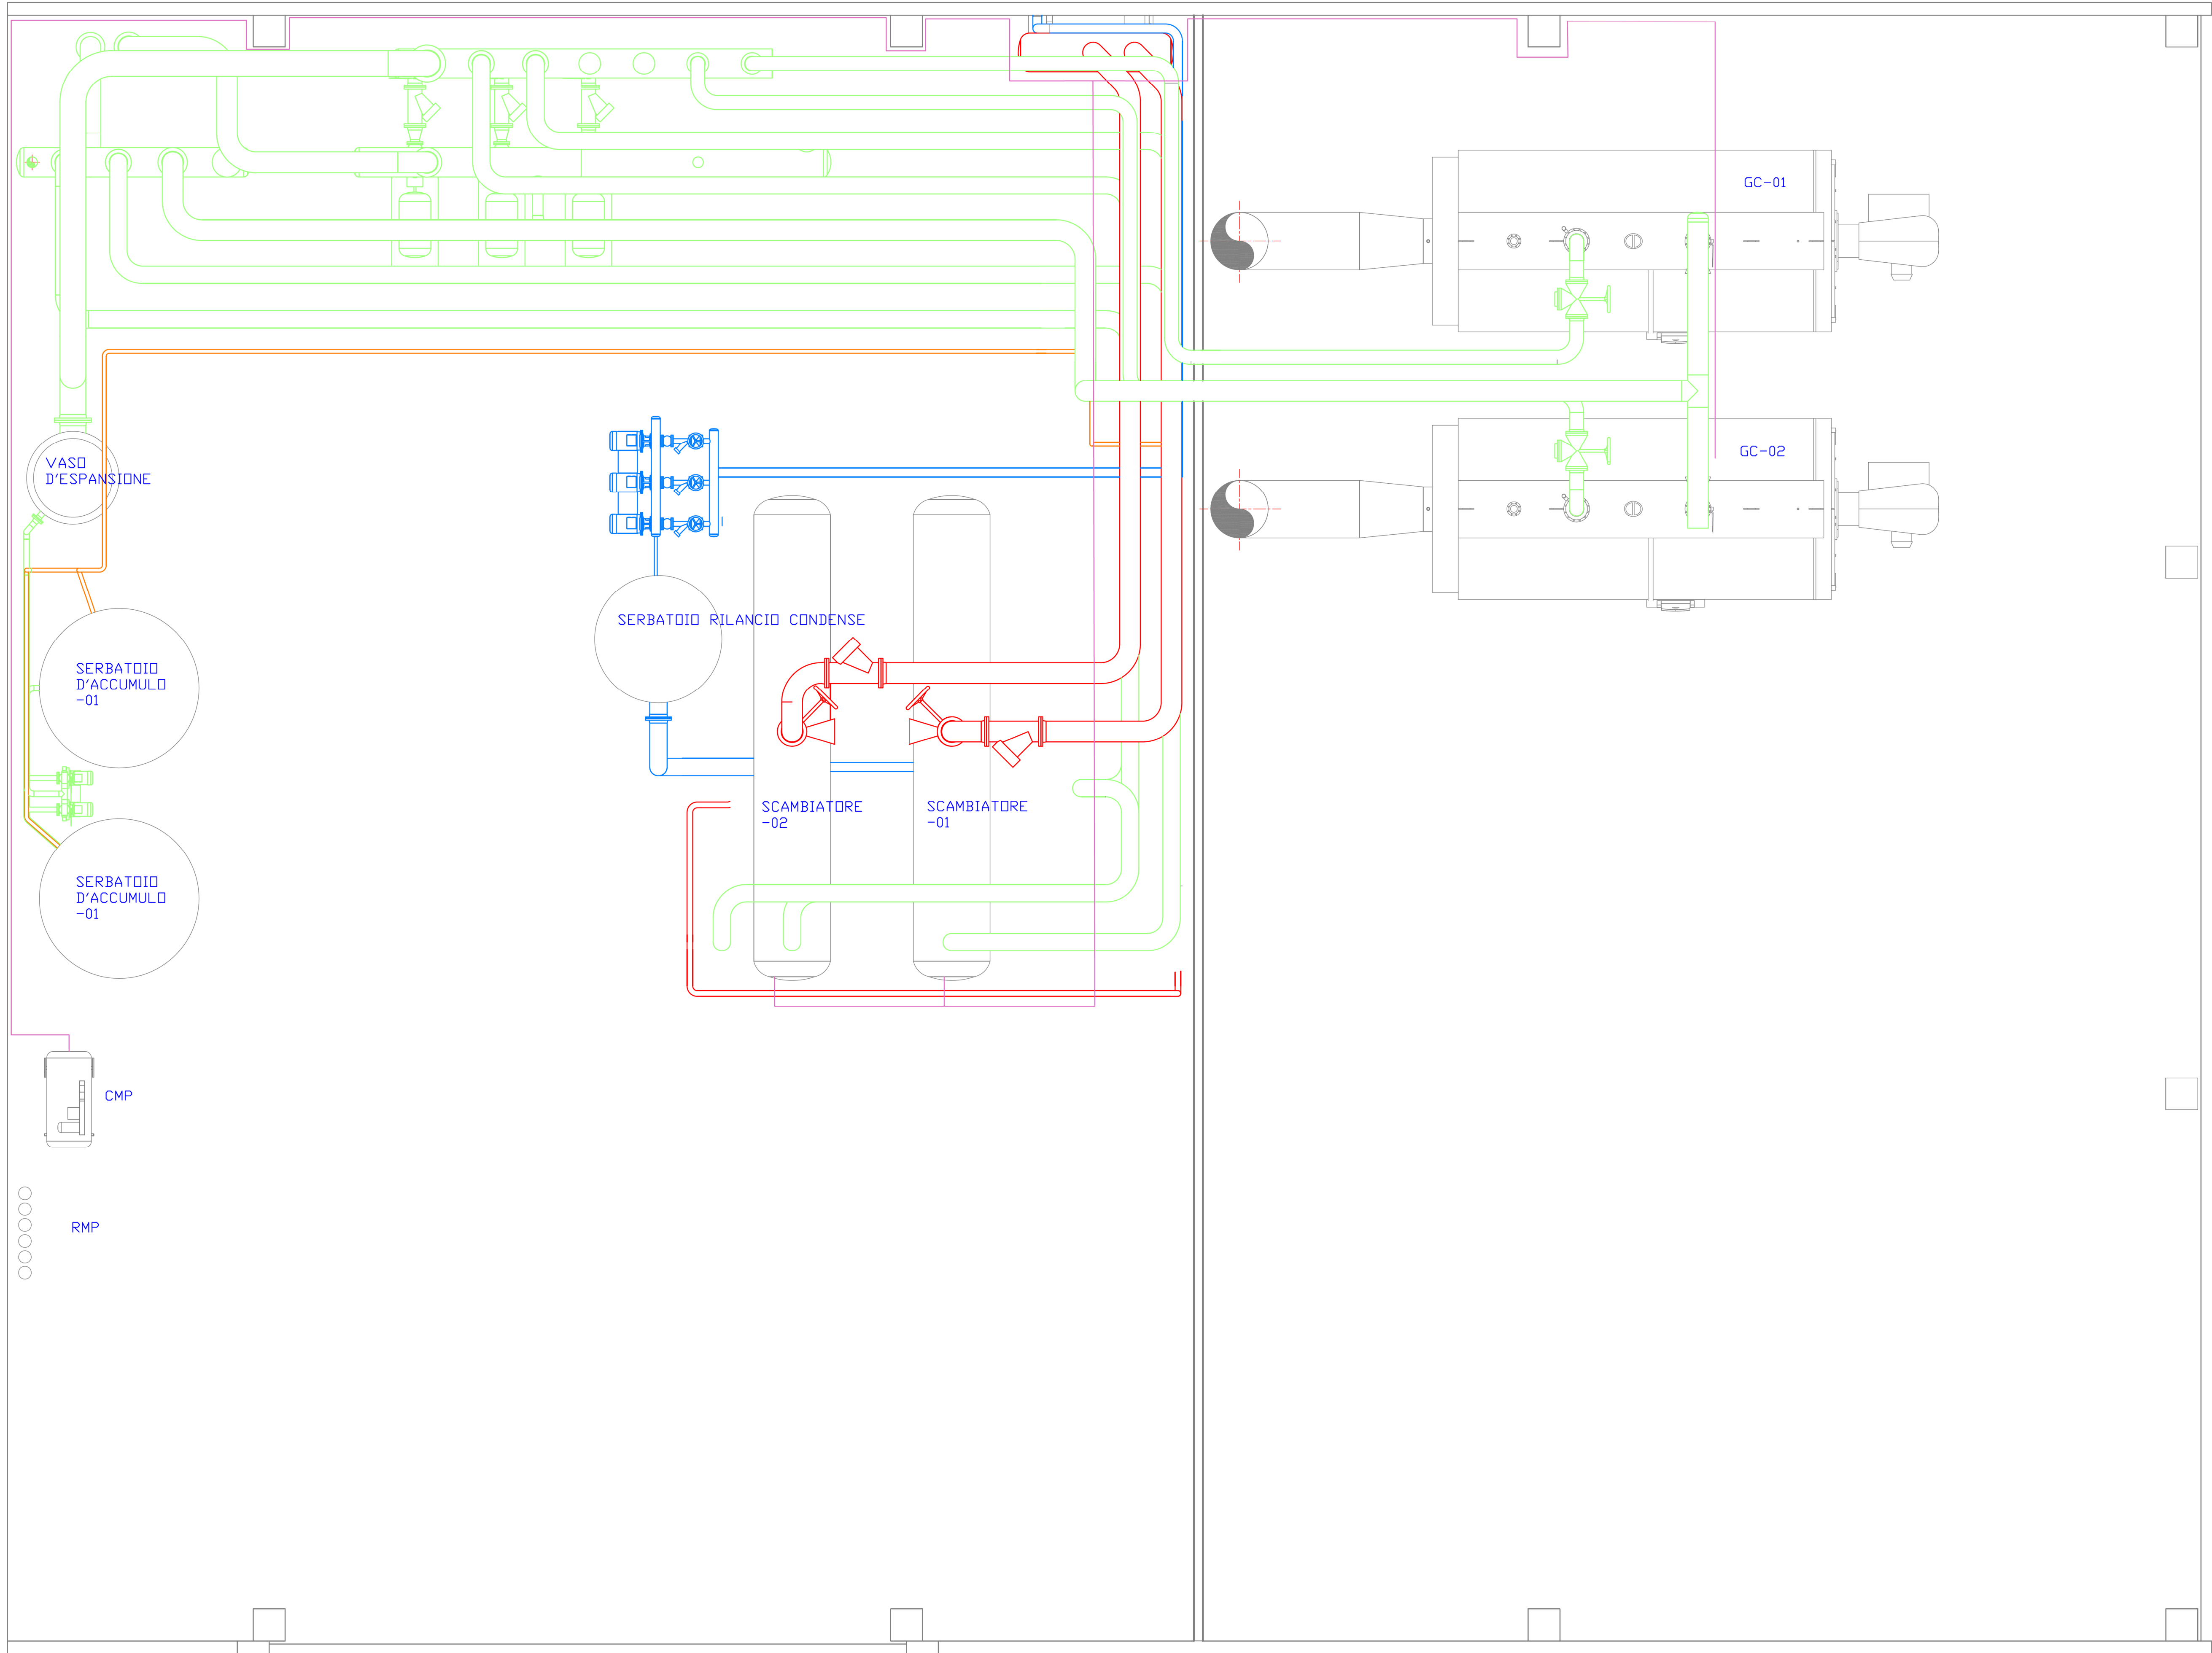 GC-01
GC-02
VASO
D'ESPANSIONE
SERBATOIO RILANCIO CONDENSE
SERBATOIO
D'ACCUMULO
-01
SCAMBIATORE
-02
SCAMBIATORE
-01
SERBATOIO
D'ACCUMULO
-01
CMP
RMP